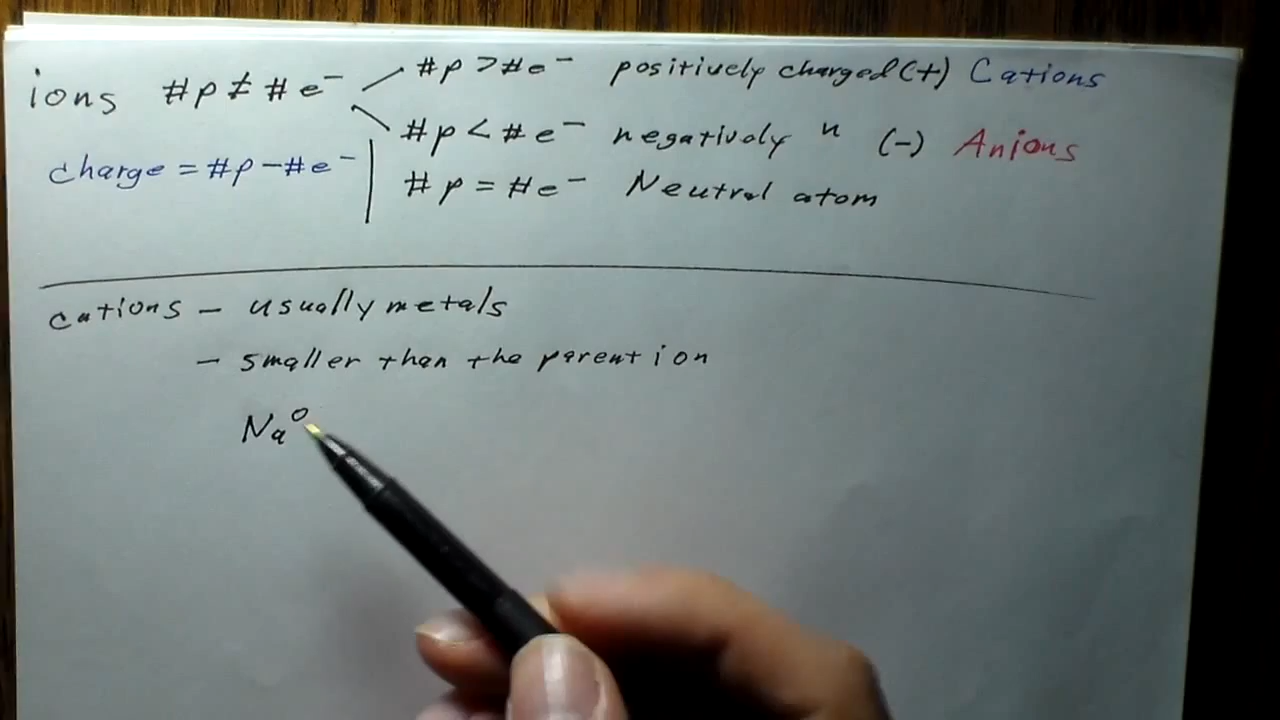 ions #p ≠ #e⁻
#p > #e⁻ positively charged (+) Cations
#p < #e⁻ negatively " (-) Anions
charge = #p - #e⁻
#p = #e⁻ Neutral atom
cations - usually metals
- smaller than the parent ion
Na⁰